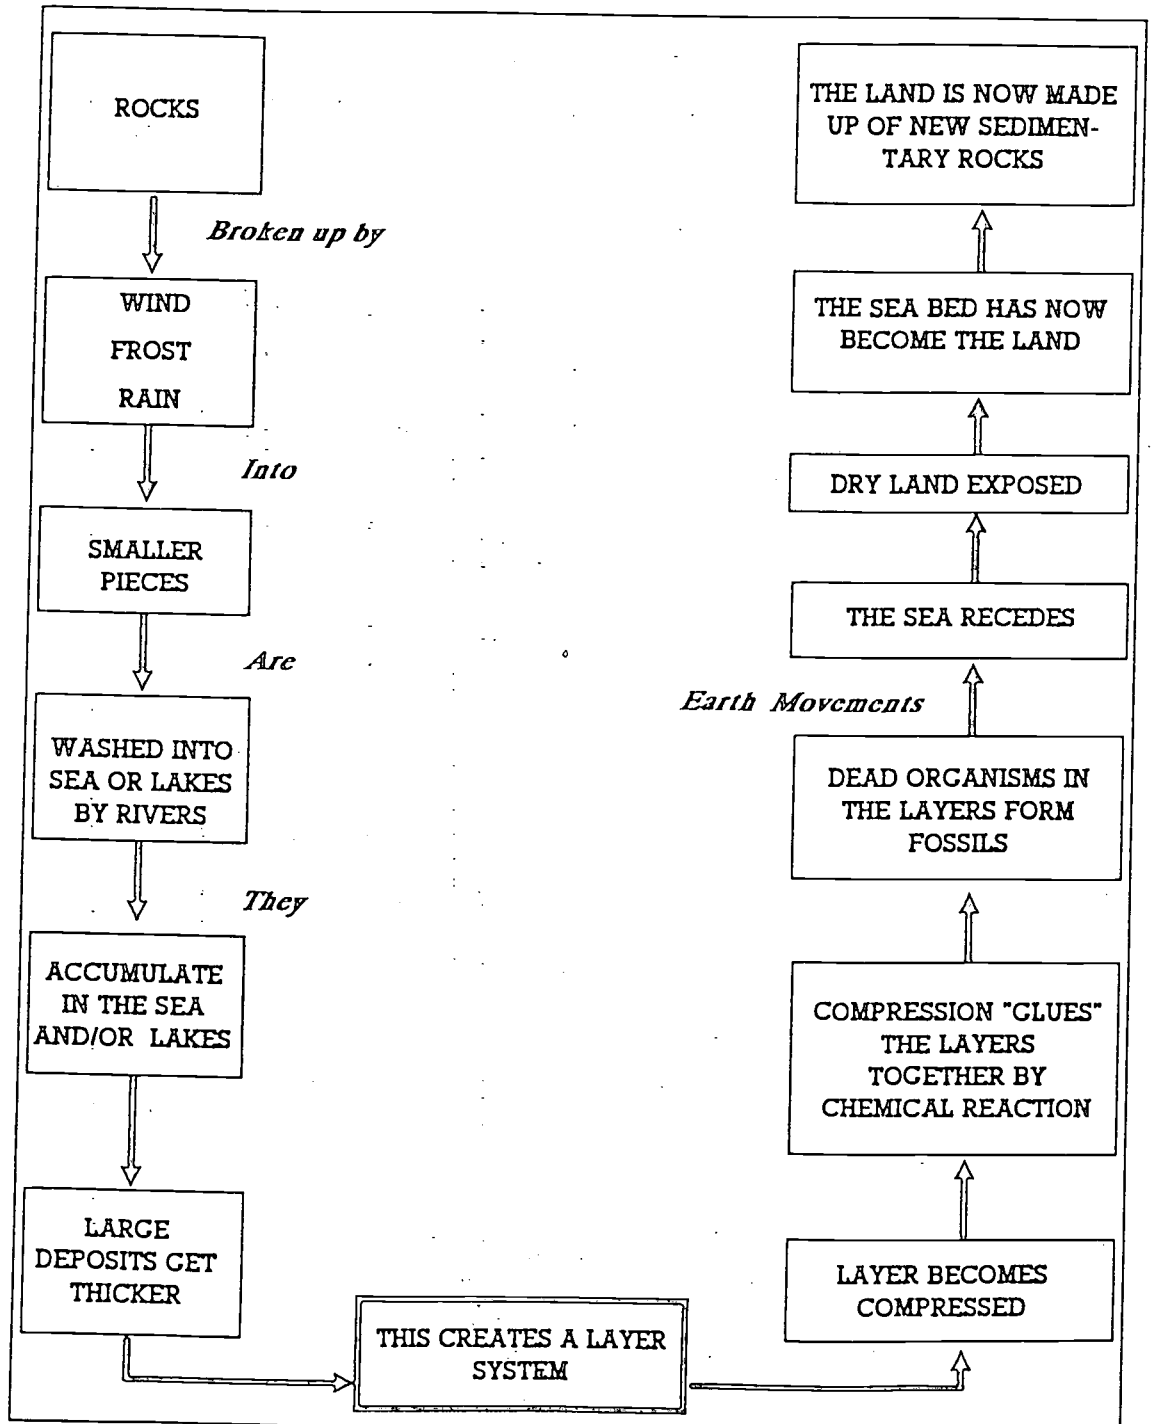 ROCKS
Broken up by
WIND
FROST
RAIN
Into
SMALLER
PIECES
Are
WASHED INTO
SEA OR LAKES
BY RIVERS
They
ACCUMULATE
IN THE SEA
AND/OR LAKES
LARGE
DEPOSITS GET
THICKER
THIS CREATES A LAYER
SYSTEM
LAYER BECOMES
COMPRESSED
COMPRESSION "GLUES"
THE LAYERS
TOGETHER BY
CHEMICAL REACTION
DEAD ORGANISMS IN
THE LAYERS FORM
FOSSILS
Earth Movements
THE SEA RECEDES
DRY LAND EXPOSED
THE SEA BED HAS NOW
BECOME THE LAND
THE LAND IS NOW MADE
UP OF NEW SEDIMEN-
TARY ROCKS